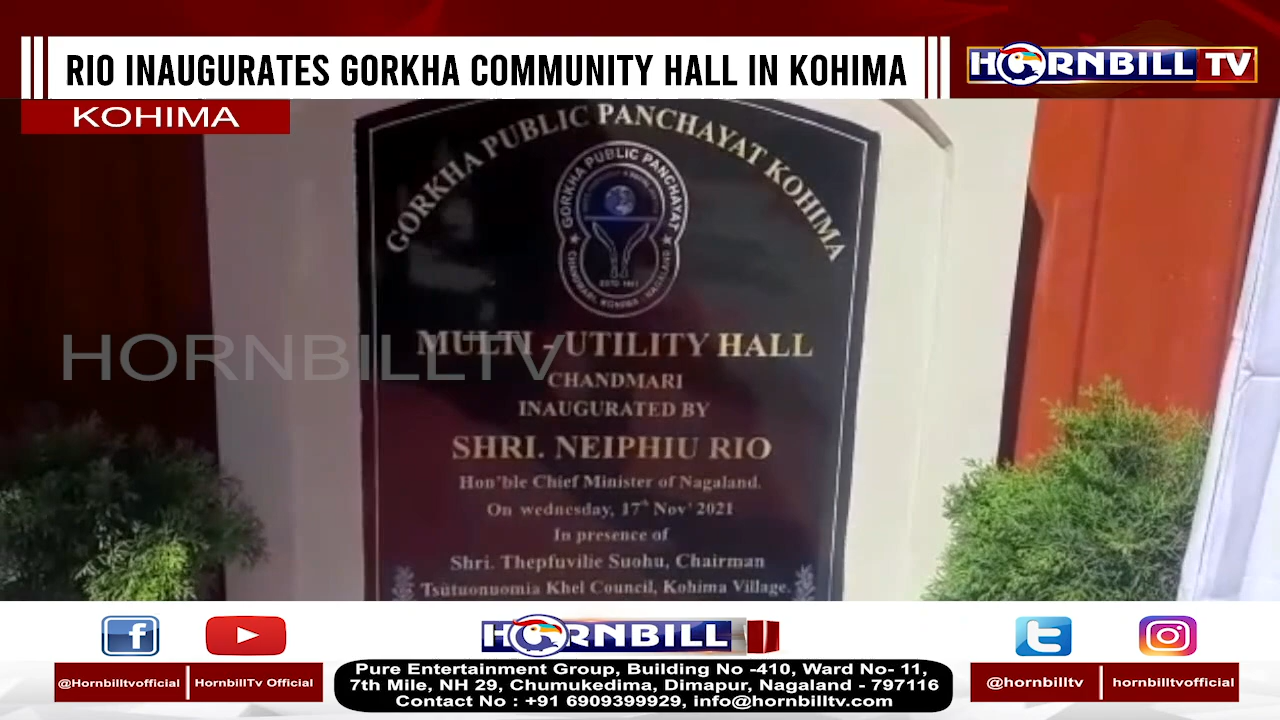 RIO INAUGURATES GORKHA COMMUNITY HALL IN KOHIMA
HORNBILL TV
KOHIMA
GORKHA PUBLIC PANCHAYAT KOHIMA
GORKHA PUBLIC PANCHAYAT
CHANDMARI, KOHIMA - NAGALAND
MULTI - UTILITY HALL
HORNBILLTV
CHANDMARI
INAUGURATED BY
SHRI. NEIPHIU RIO
Hon'ble Chief Minister of Nagaland.
On wednesday, 17th Nov' 2021
In presence of
Shri. Thepfuvilie Suohu, Chairman
Tsütuonuomia Khel Council, Kohima Village.
HORNBILL
@Hornbilltvofficial
HornbillTv Official
Pure Entertainment Group, Building No -410, Ward No- 11,
7th Mile, NH 29, Chumukedima, Dimapur, Nagaland - 797116
Contact No : +91 6909399929, info@hornbilltv.com
@hornbilltv
hornbilltvofficial